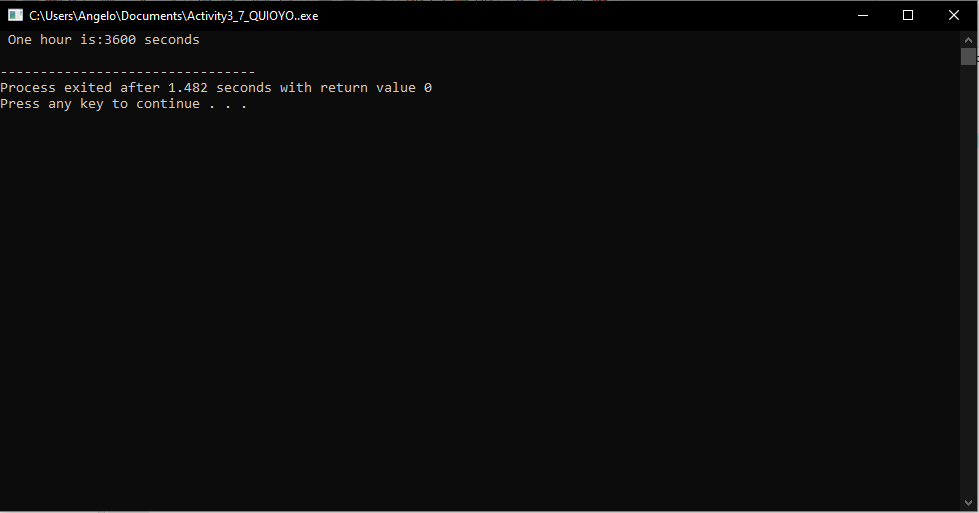 C:\Users\Angelo\Documents\Activity3_7_QUIOYO..exe
One hour is:3600 seconds
--------------------------------
Process exited after 1.482 seconds with return value 0
Press any key to continue . . .